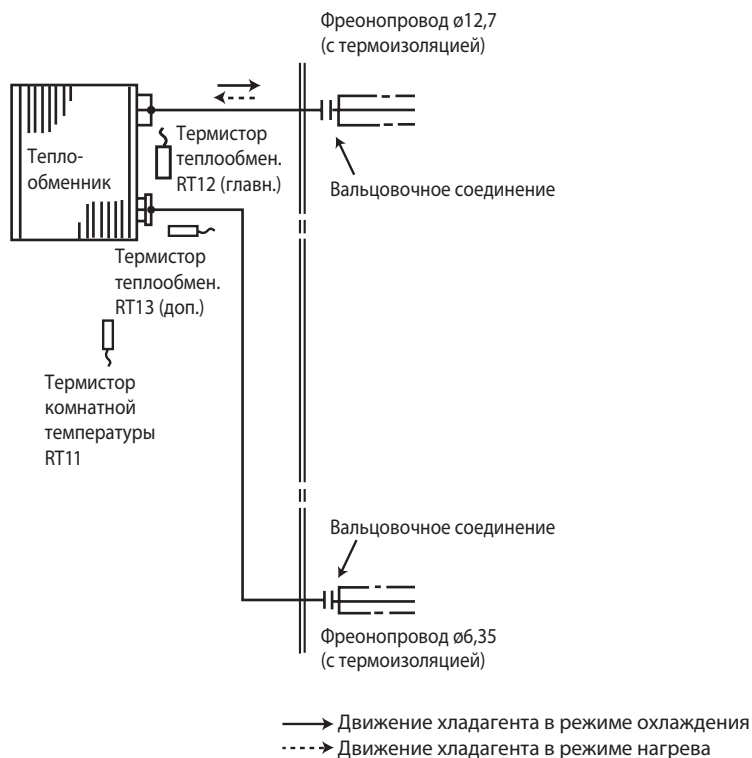 Фреонопровод ø12,7
(с термоизоляцией)
Тепло-
обменник
Термистор
теплообмен.
RT12 (главн.)
Вальцовочное соединение
Термистор
теплообмен.
RT13 (доп.)
Термистор
комнатной
температуры
RT11
Вальцовочное соединение
Фреонопровод ø6,35
(с термоизоляцией)
Движение хладагента в режиме охлаждения
Движение хладагента в режиме нагрева